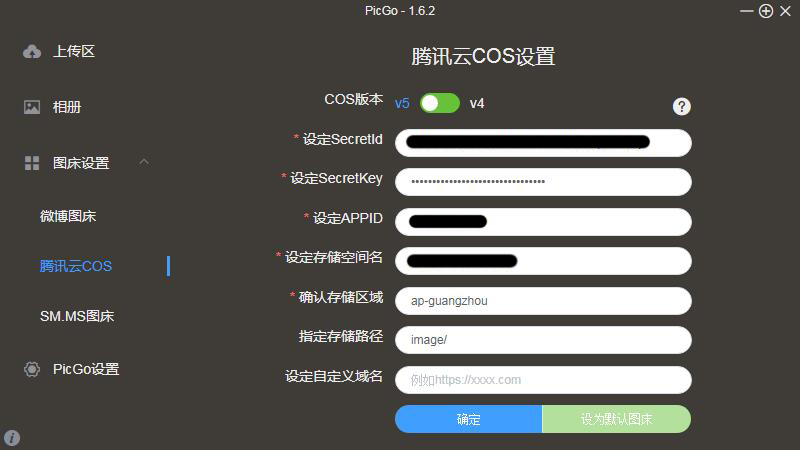 PicGo - 1.6.2
上传区
相册
图床设置
微博图床
腾讯云COS
SM.MS图床
PicGo设置
腾讯云COS设置
COS版本 v5 v4 ?
* 设定SecretId
* 设定SecretKey ••••••••••••••••••••••••••••••••
* 设定APPID
* 设定存储空间名
* 确认存储区域 ap-guangzhou
指定存储路径 image/
设定自定义域名 例如https://xxxx.com
确定 设为默认图床
i